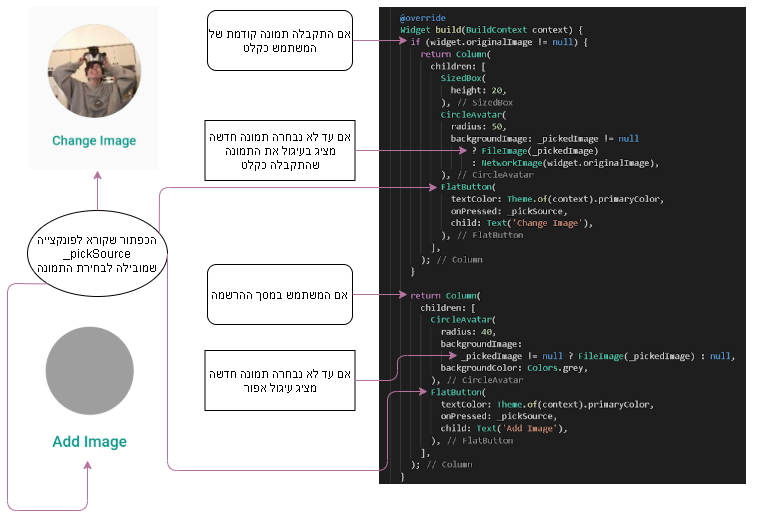 Change Image
הכפתור שקורא לפונקצייה
_pickSource
שמובילה לבחירת התמונה
Add Image
אם התקבלה תמונה קודמת של
המשתמש כקלט
אם עד לא נבחרה תמונה חדשה
מציג בעיגול את התמונה
שהתקבלה כקלט
אם המשתמש במסך ההרשמה
אם עד לא נבחרה תמונה חדשה
מציג עיגול אפור
@override
Widget build(BuildContext context) {
if (widget.originalImage != null) {
return Column(
children: [
SizedBox(
height: 20,
), // SizedBox
CircleAvatar(
radius: 50,
backgroundImage: _pickedImage != null
? FileImage(_pickedImage)
: NetworkImage(widget.originalImage),
), // CircleAvatar
FlatButton(
textColor: Theme.of(context).primaryColor,
onPressed: _pickSource,
child: Text('Change Image'),
), // FlatButton
],
); // Column
}
return Column(
children: [
CircleAvatar(
radius: 40,
backgroundImage:
_pickedImage != null ? FileImage(_pickedImage) : null,
backgroundColor: Colors.grey,
), // CircleAvatar
FlatButton(
textColor: Theme.of(context).primaryColor,
onPressed: _pickSource,
child: Text('Add Image'),
), // FlatButton
],
); // Column
}